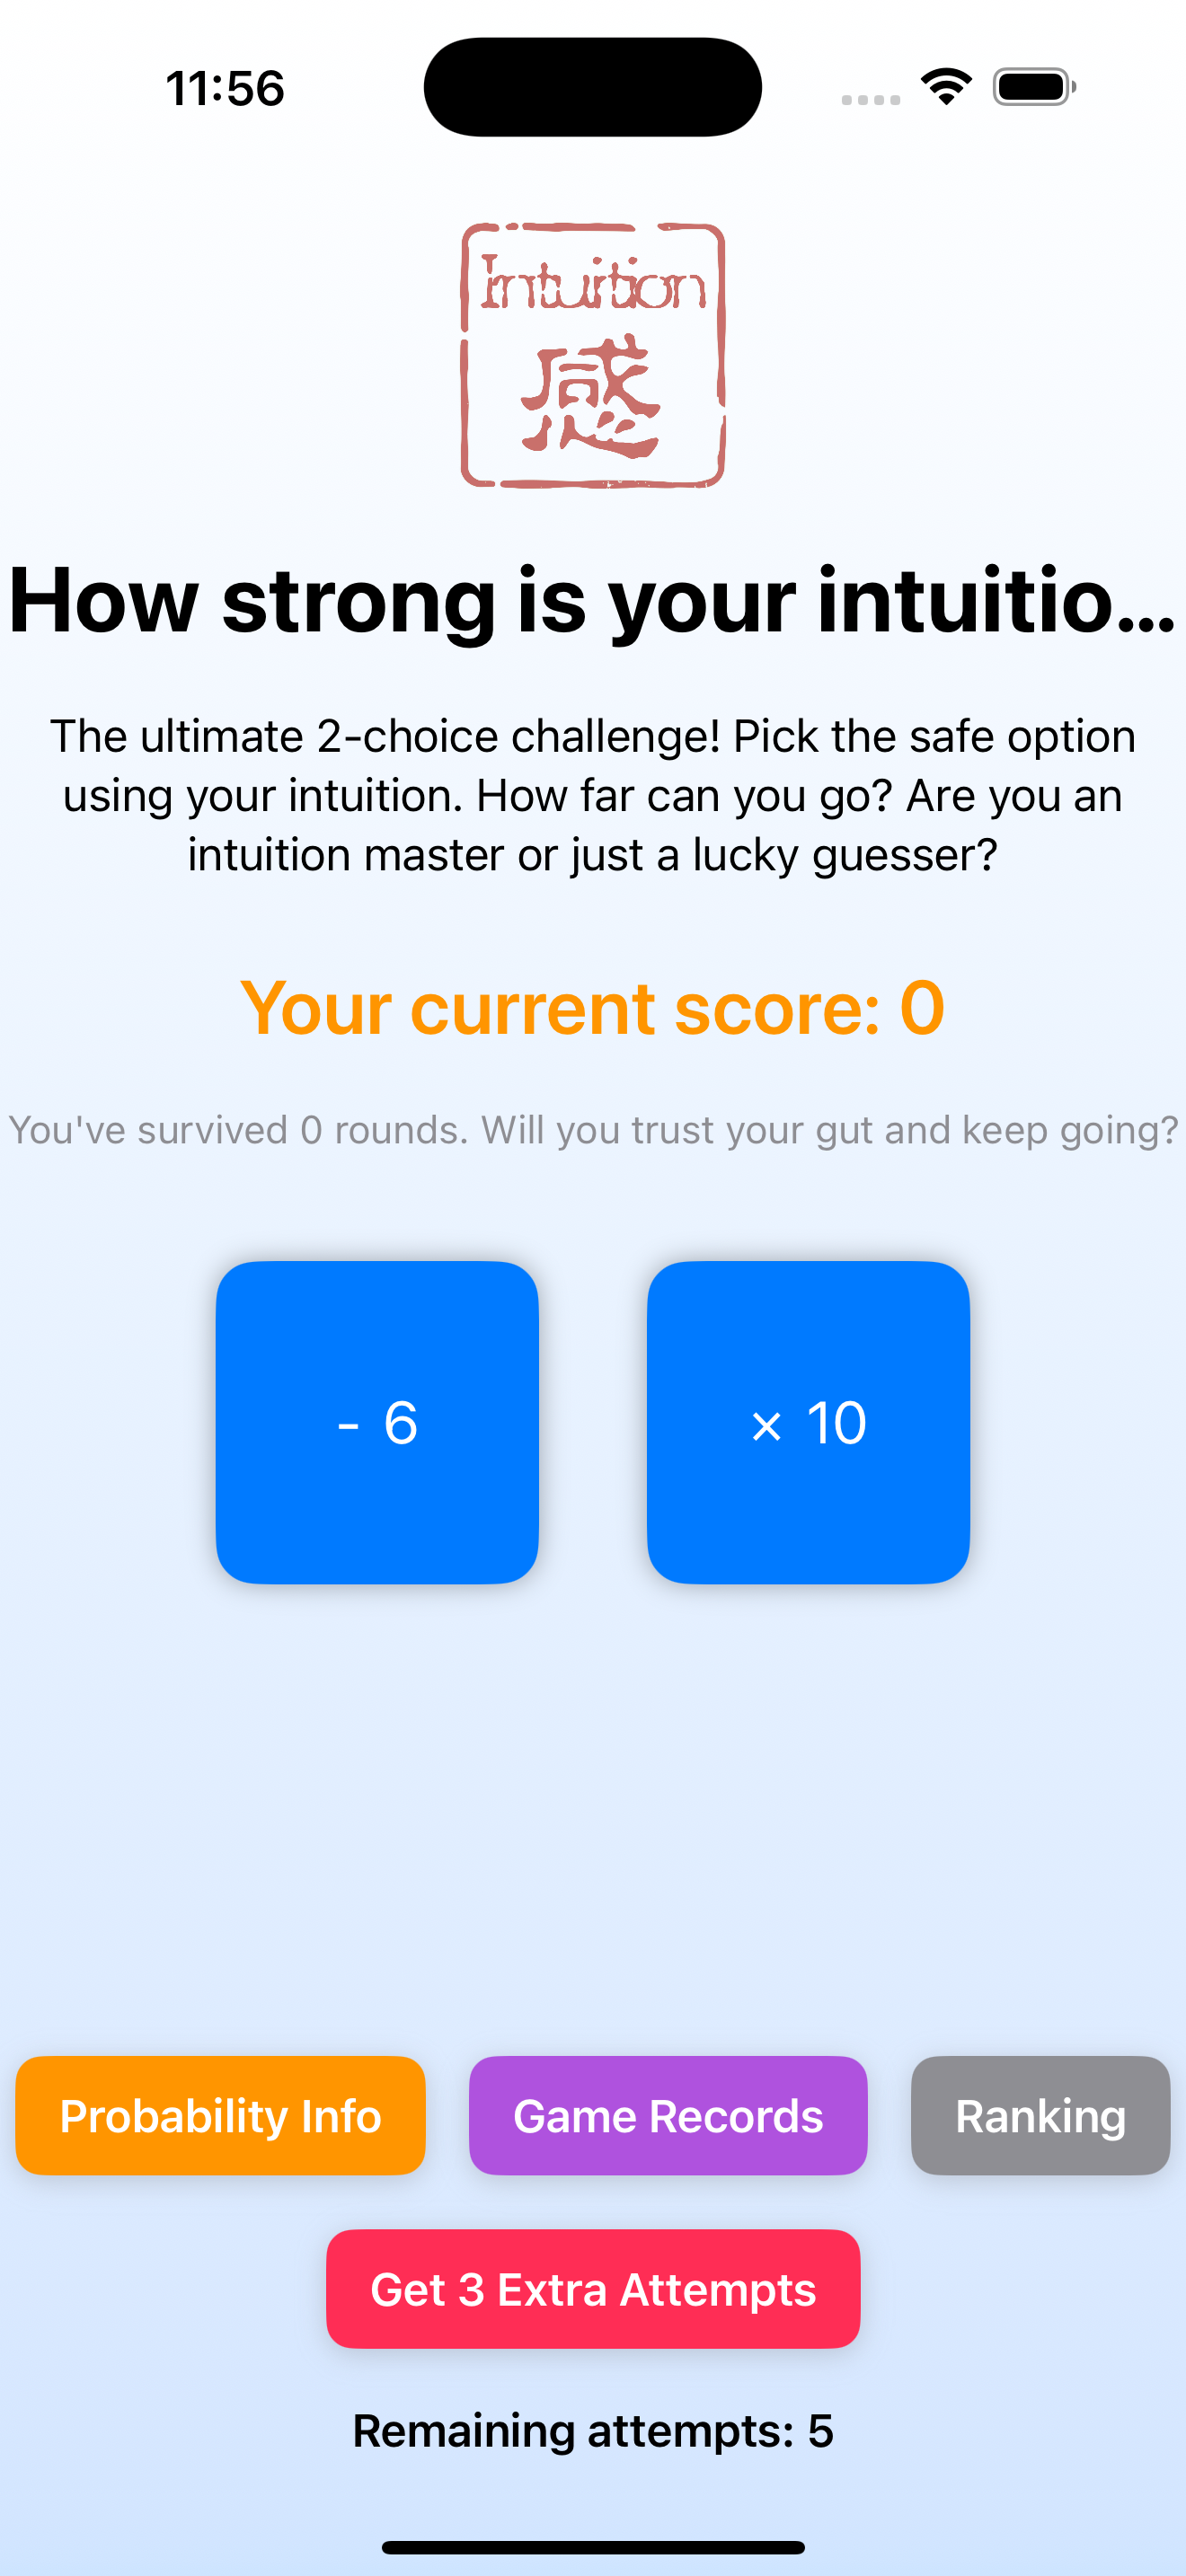 11:56
Intuition
感
How strong is your intuitio...
The ultimate 2-choice challenge! Pick the safe option
using your intuition. How far can you go? Are you an
intuition master or just a lucky guesser?
Your current score: 0
You've survived 0 rounds. Will you trust your gut and keep going?
- 6
× 10
Probability Info
Game Records
Ranking
Get 3 Extra Attempts
Remaining attempts: 5